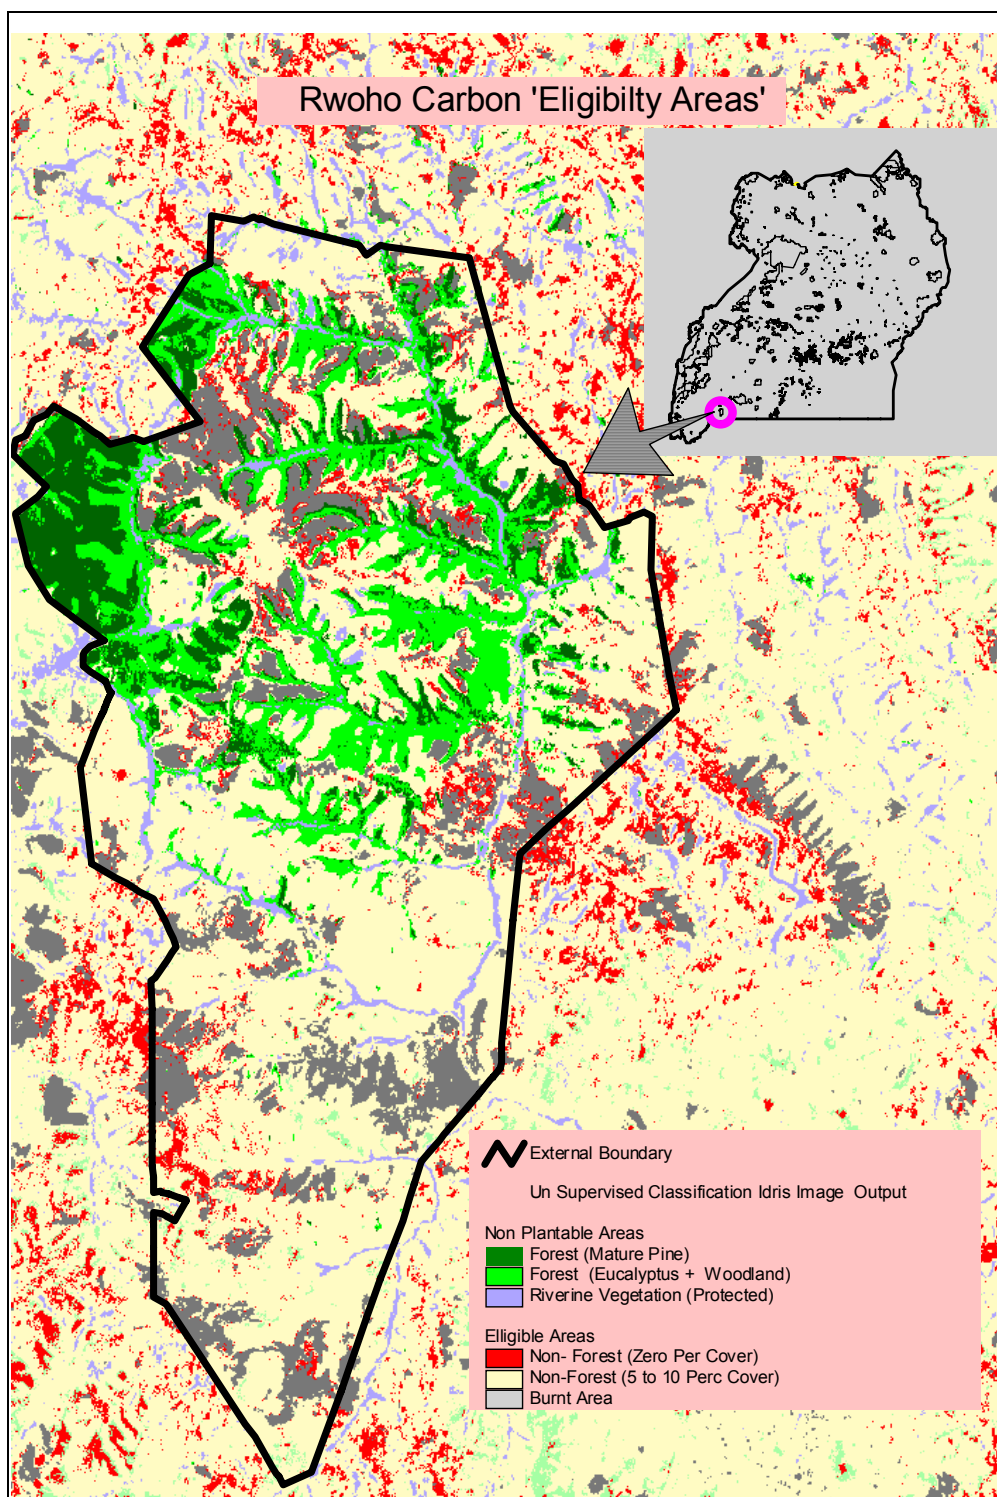 Rwoho Carbon 'Eligibilty Areas'
External Boundary
Un Supervised Classification Idris Image Output
Non Plantable Areas
Forest (Mature Pine)
Forest (Eucalyptus + Woodland)
Riverine Vegetation (Protected)
Elligible Areas
Non- Forest (Zero Per Cover)
Non-Forest (5 to 10 Perc Cover)
Burnt Area